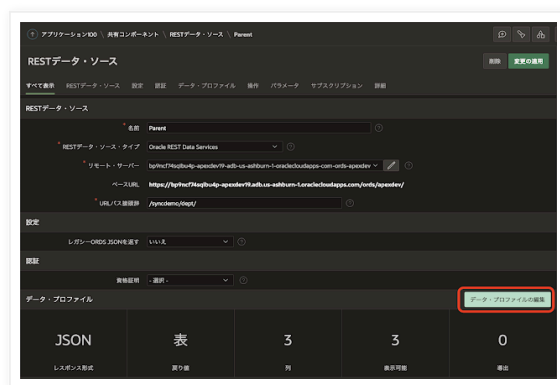 アプリケーション100 \ 共有コンポーネント \ RESTデータ・ソース \ Parent
RESTデータ・ソース
削除
変更の適用
すべて表示 RESTデータ・ソース 設定 認証 データ・プロファイル 操作 パラメータ サブスクリプション 詳細
RESTデータ・ソース
* 名前 Parent
* RESTデータ・ソース・タイプ Oracle REST Data Services
* リモート・サーバー
ベースURL
* URLパス接頭辞 /syncdemo/dept/
設定
レガシーORDS JSONを返す いいえ
認証
資格証明 - 選択 -
データ・プロファイル
データ・プロファイルの編集
JSON 表 3 3 0
レスポンス形式 戻り値 列 表示可能 導出